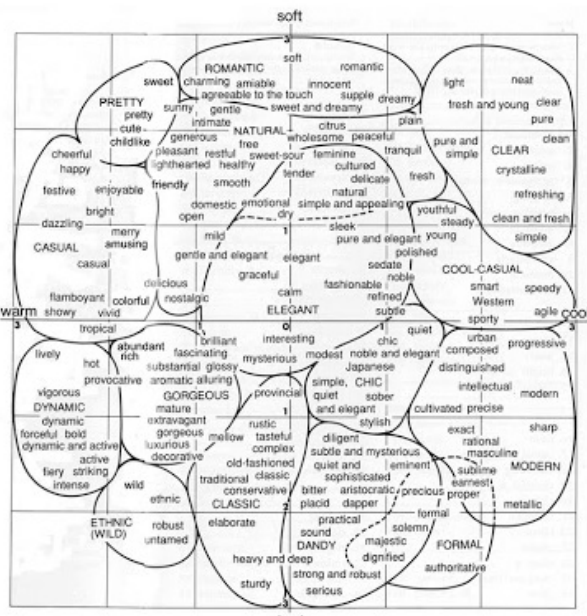 soft
3
ROMANTIC
soft
romantic
sweet
charming amiable
innocent
light
neat
agreeable to the touch
supple dreamy
PRETTY
sunny
gentle
sweet and dreamy
fresh and young clear
pretty
intimate
citrus
plain
pure
cute
generous
NATURAL
wholesome peaceful
childlike
free
pure and simple
clean
cheerful
pleasant
restful
sweet-sour
feminine
tranquil
CLEAR
happy
lighthearted healthy
cultured
crystalline
tender
delicate
fresh
festive
enjoyable
friendly
smooth
natural
refreshing
domestic
emotional
simple and appealing
bright
open
dry
youthful
clean and fresh
dazzling
1
steady
merry
mild
sleek
young
simple
CASUAL
amusing
pure and elegant
gentle and elegant
elegant
polished
casual
sedate
COOL-CASUAL
graceful
noble
delicious
fashionable
smart
speedy
flamboyant
colorful
nostalgic
calm
refined
Western
warm
showy
vivid
ELEGANT
subtle
agile
coo
3
tropical
1
0
1
sporty
3
lively
abundant
brilliant
interesting
quiet
urban
progressive
rich
fascinating
chic
composed
hot
substantial glossy
mysterious
modest
noble and elegant
distinguished
provocative
aromatic alluring
Japanese
vigorous
GORGEOUS
provincial
simple,
CHIC
intellectual
modern
DYNAMIC
mature
quiet
sober
dynamic
extravagant
1
and elegant
cultivated precise
forceful bold
gorgeous
rustic
stylish
exact
sharp
dynamic and active
luxurious
mellow
tasteful
diligent
rational
active
decorative
complex
subtle and mysterious
masculine
fiery striking
old-fashioned
quiet and
eminent
sublime
MODERN
intense
wild
traditional
classic
sophisticated
earnest
conservative
bitter
aristocratic
precious
proper
ethnic
CLASSIC
2
placid
dapper
formal
metallic
ETHNIC
(WILD)
robust
elaborate
practical
solemn
untamed
sound
majestic
FORMAL
DANDY
heavy and deep
dignified
authoritative
sturdy
strong and robust
3
serious